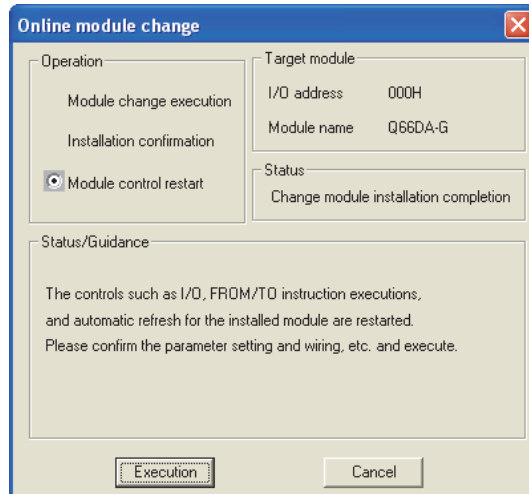 Online module change
Operation
Module change execution
Installation confirmation
Module control restart
Target module
I/O address 000H
Module name Q66DA-G
Status
Change module installation completion
Status/Guidance
The controls such as I/O, FROM/TO instruction executions,
and automatic refresh for the installed module are restarted.
Please confirm the parameter setting and wiring, etc. and execute.
Execution
Cancel